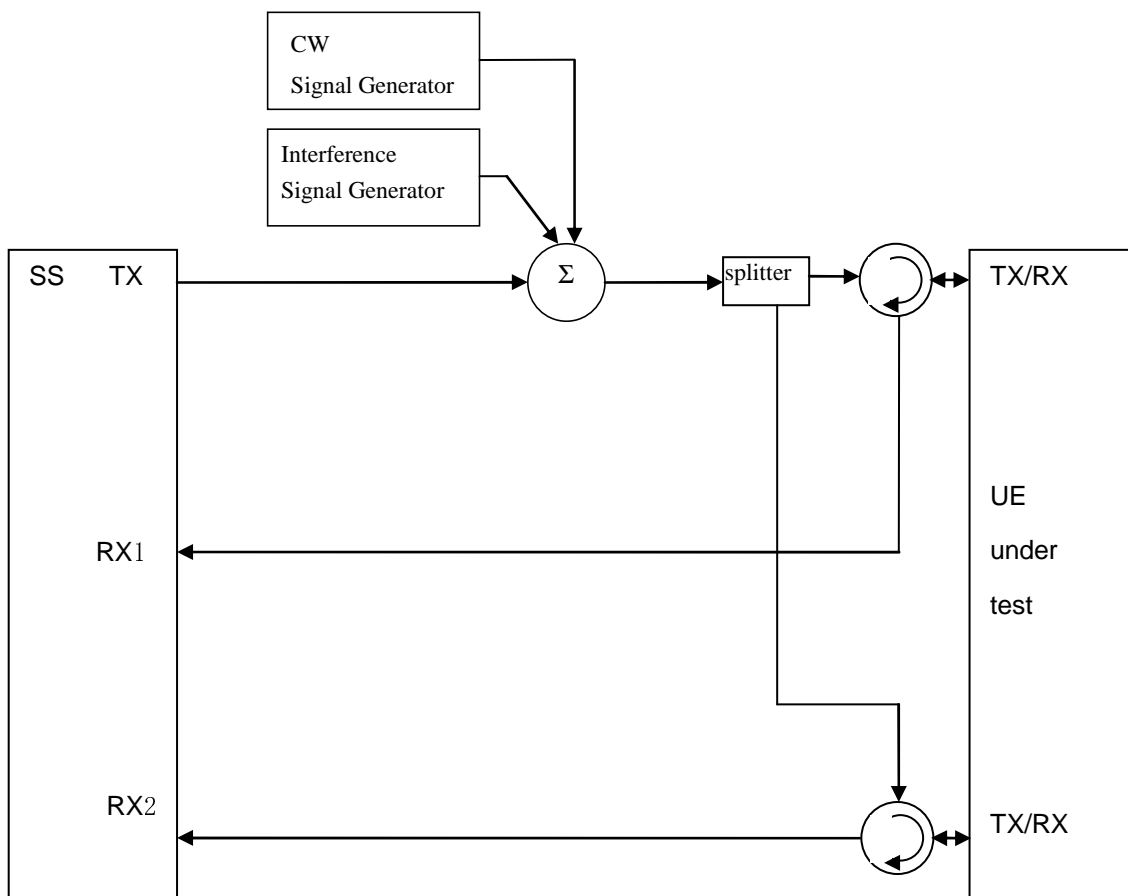 CW
Signal Generator
Interference
Signal Generator
SS TX
Σ
splitter
TX/RX
RX1
UE
under
test
RX2
TX/RX